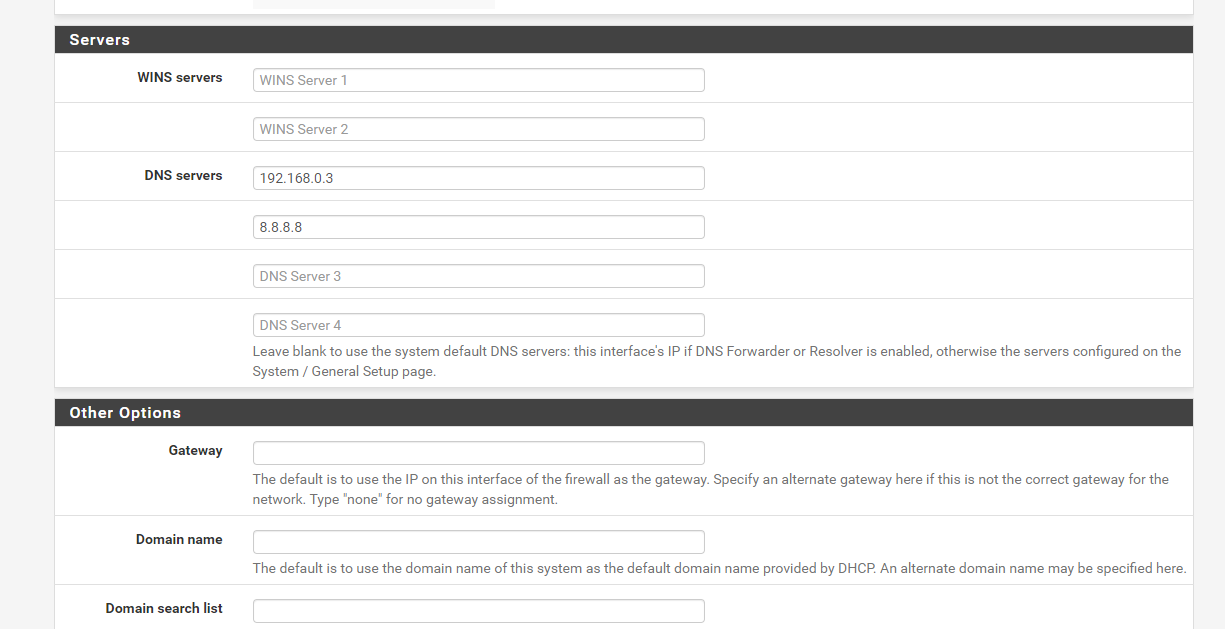 Servers
WINS servers
WINS Server 1
WINS Server 2
DNS servers
192.168.0.3
8.8.8.8
DNS Server 3
DNS Server 4
Leave blank to use the system default DNS servers: this interface's IP if DNS Forwarder or Resolver is enabled, otherwise the servers configured on the
System / General Setup page.
Other Options
Gateway
The default is to use the IP on this interface of the firewall as the gateway. Specify an alternate gateway here if this is not the correct gateway for the
network. Type "none" for no gateway assignment.
Domain name
The default is to use the domain name of this system as the default domain name provided by DHCP. An alternate domain name may be specified here.
Domain search list